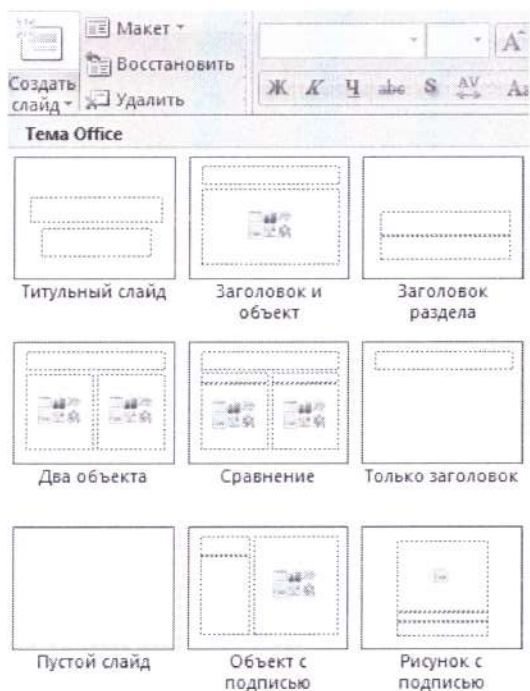 Макет
Восстановить
Создать
слайд
Удалить
Ж К Ч abc S AV Aa
А
Тема Office
Титульный слайд
Заголовок и
объект
Заголовок
раздела
Два объекта
Сравнение
Только заголовок
Пустой слайд
Объект с
подписью
Рисунок с
подписью